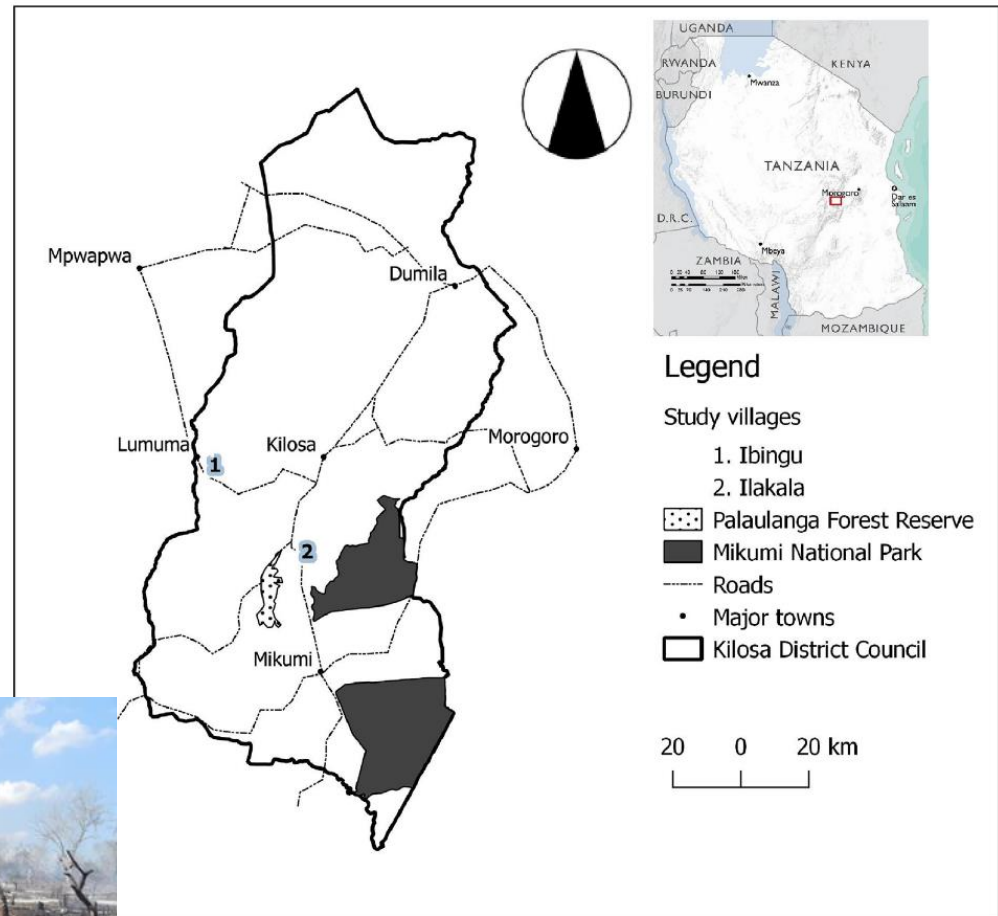 UGANDA
RWANDA
KENYA
BURUNDI
Mwanza
TANZANIA
Morogoro
Dar es
Salaam
D.R.C.
Mbeya
ZAMBIA
MALAWI
MOZAMBIQUE
Mpwapwa
Dumila
Lumuma
1
Kilosa
Morogoro
2
Mikumi
Legend
Study villages
1. Ibingu
2. Ilakala
Palaulanga Forest Reserve
Mikumi National Park
Roads
Major towns
Kilosa District Council
20 0 20 km